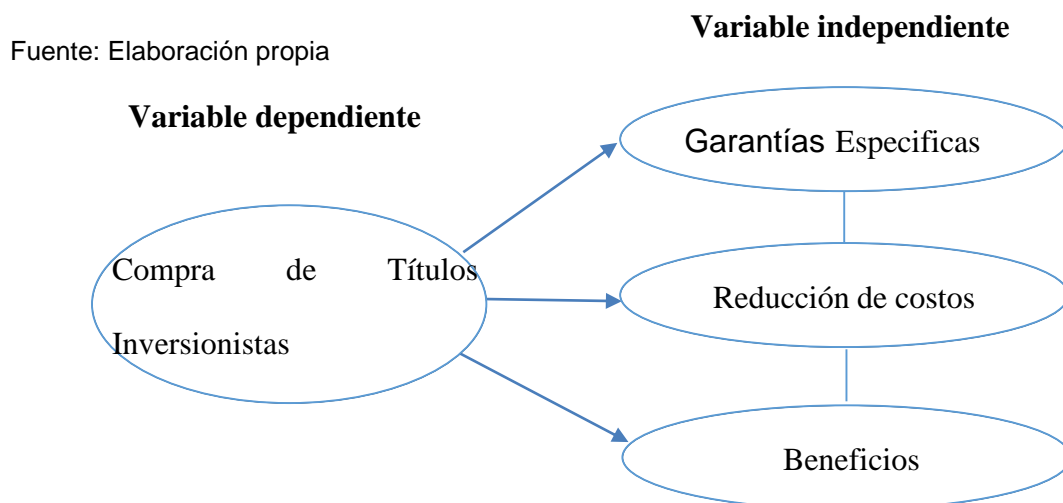 Variable independiente
Fuente: Elaboración propia
Variable dependiente
Garantías Especificas
Compra de Títulos
Inversionistas
Reducción de costos
Beneficios